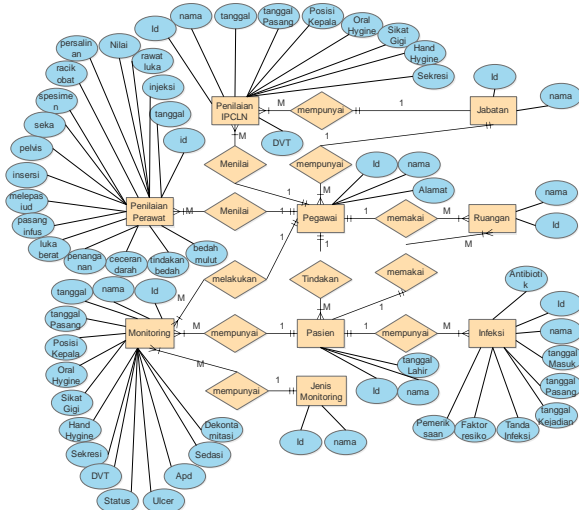 Id
nama
tanggal
tanggal
Pasang
Posisi
Kepala
Oral
Hygine
Sikat
Gigi
Hand
Hygine
Sekresi
DVT
Penilaian
IPCLN
M
mempunyai
1
Jabatan
Id
nama
persalin
an
Nilai
rawat
luka
racik
obat
injeksi
spesime
n
tanggal
seka
id
pelvis
insersi
melepas
iud
pasang
infus
luka
berat
penanga
nan
ceceran
darah
tindakan
bedah
bedah
mulut
Penilaian
Perawat
M
Menilai
1
M
Menilai
1
1
mempunyai
M
Id
nama
Alamat
Pegawai
1
memakai
M
Ruangan
nama
Id
1
melakukan
M
1
Tindakan
M
M
memakai
1
tanggal
nama
Id
tanggal
Pasang
Posisi
Kepala
Oral
Hygine
Sikat
Gigi
Hand
Hygine
Sekresi
DVT
Status
Ulcer
Apd
Sedasi
Dekonta
mitasi
Monitoring
M
mempunyai
1
Pasien
1
mempunyai
M
Infeksi
tanggal
Lahir
Id
nama
M
mempunyai
1
Jenis
Monitoring
Id
nama
Antibioti
k
Id
nama
tanggal
Masuk
tanggal
Pasang
tanggal
Kejadian
Tanda
Infeksi
Faktor
resiko
Pemerik
saan